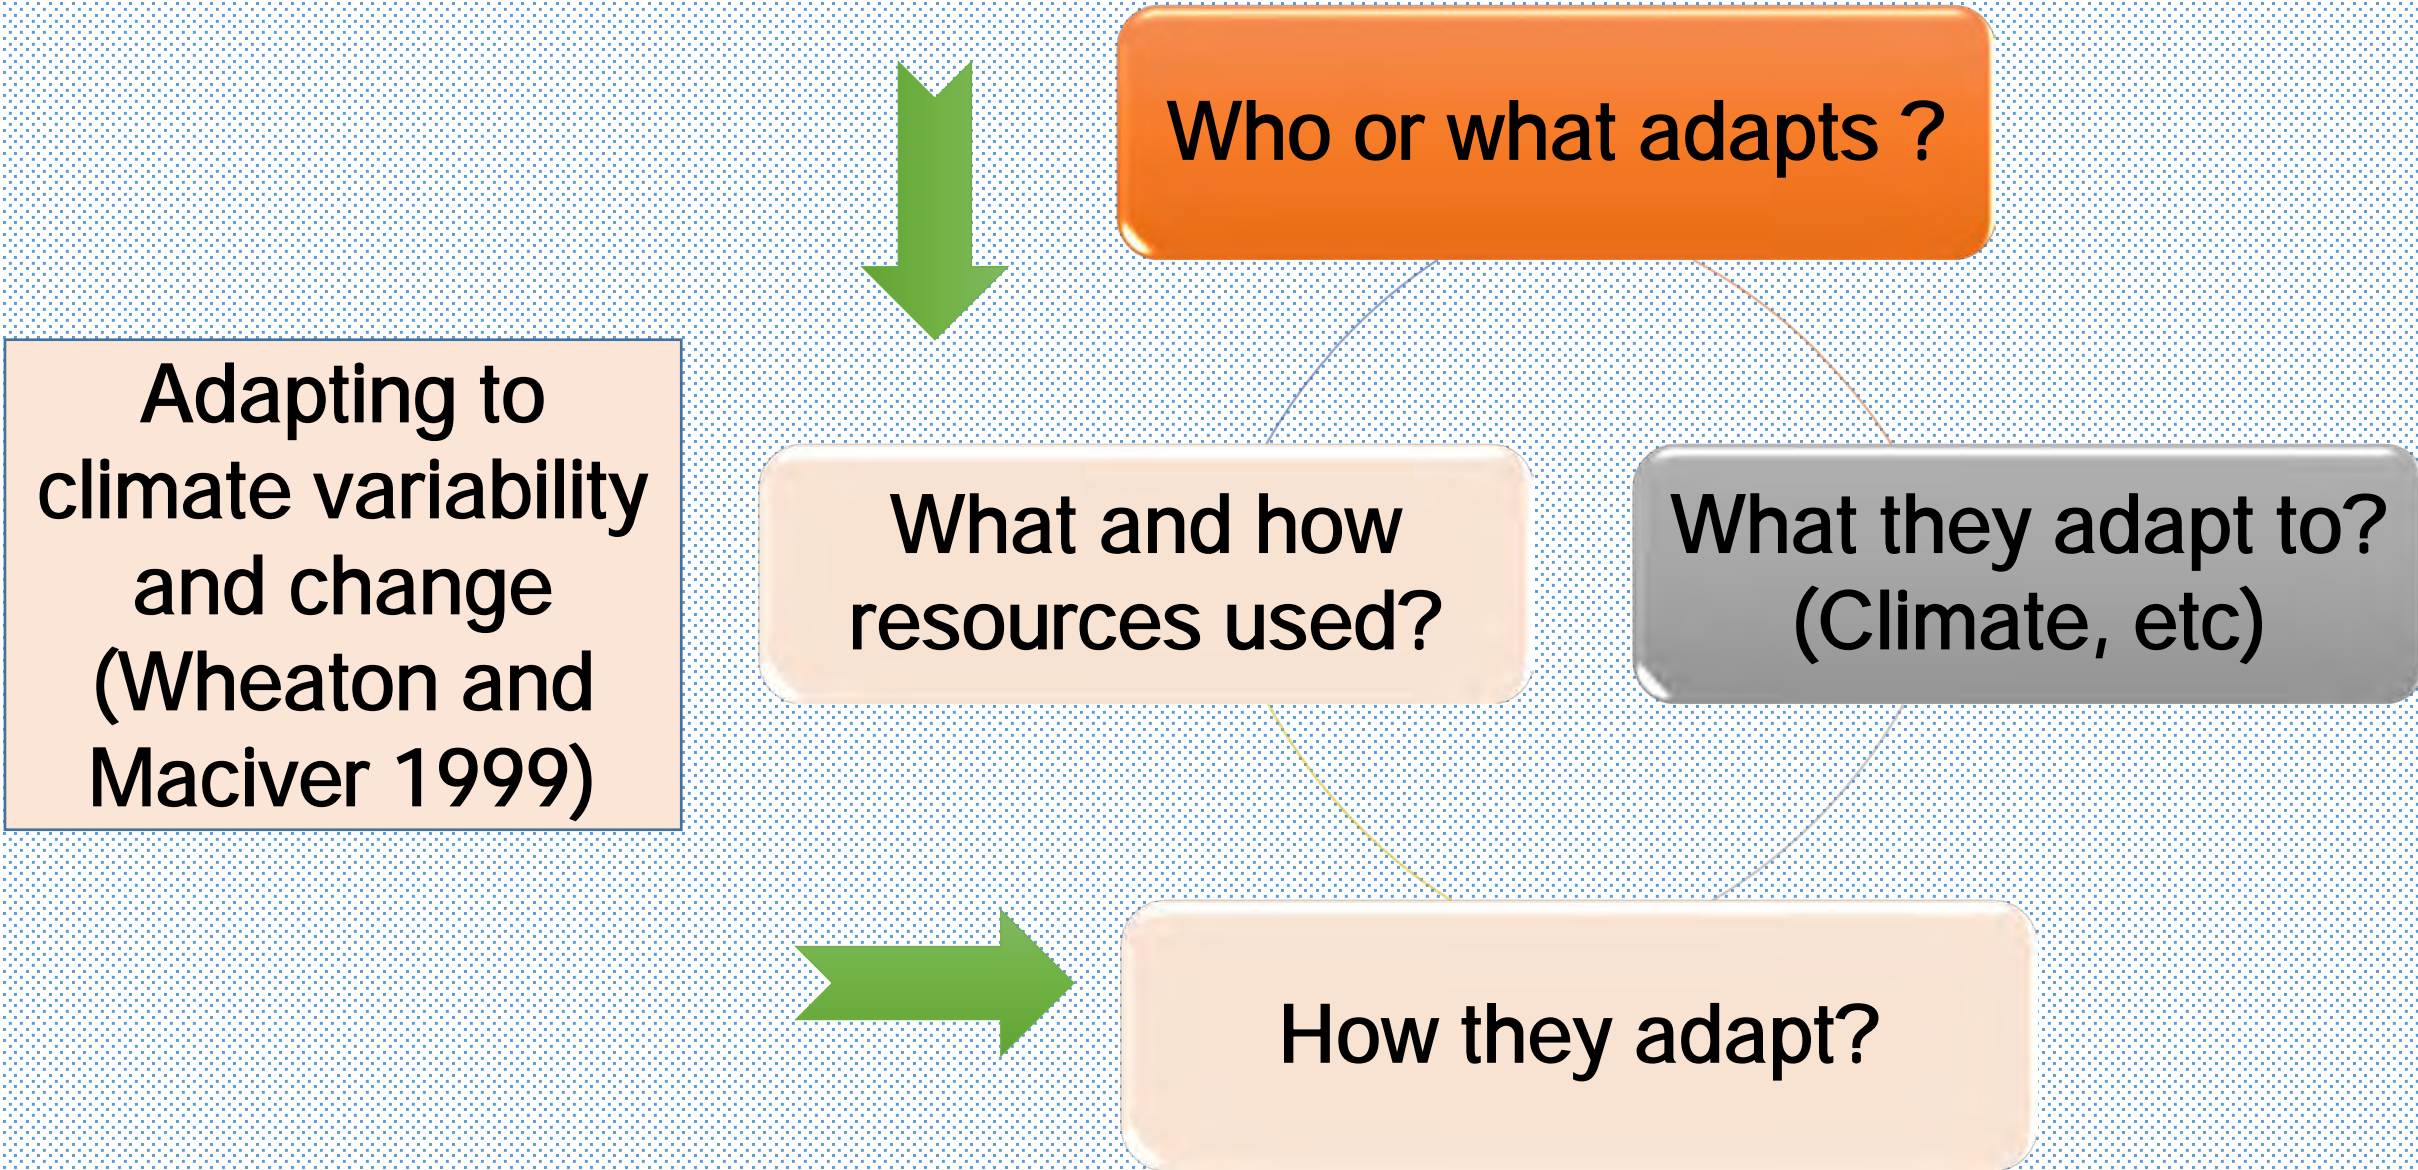 Who or what adapts ?
Adapting to
climate variability
and change
(Wheaton and
Maciver 1999)
What and how
resources used?
What they adapt to?
(Climate, etc)
How they adapt?